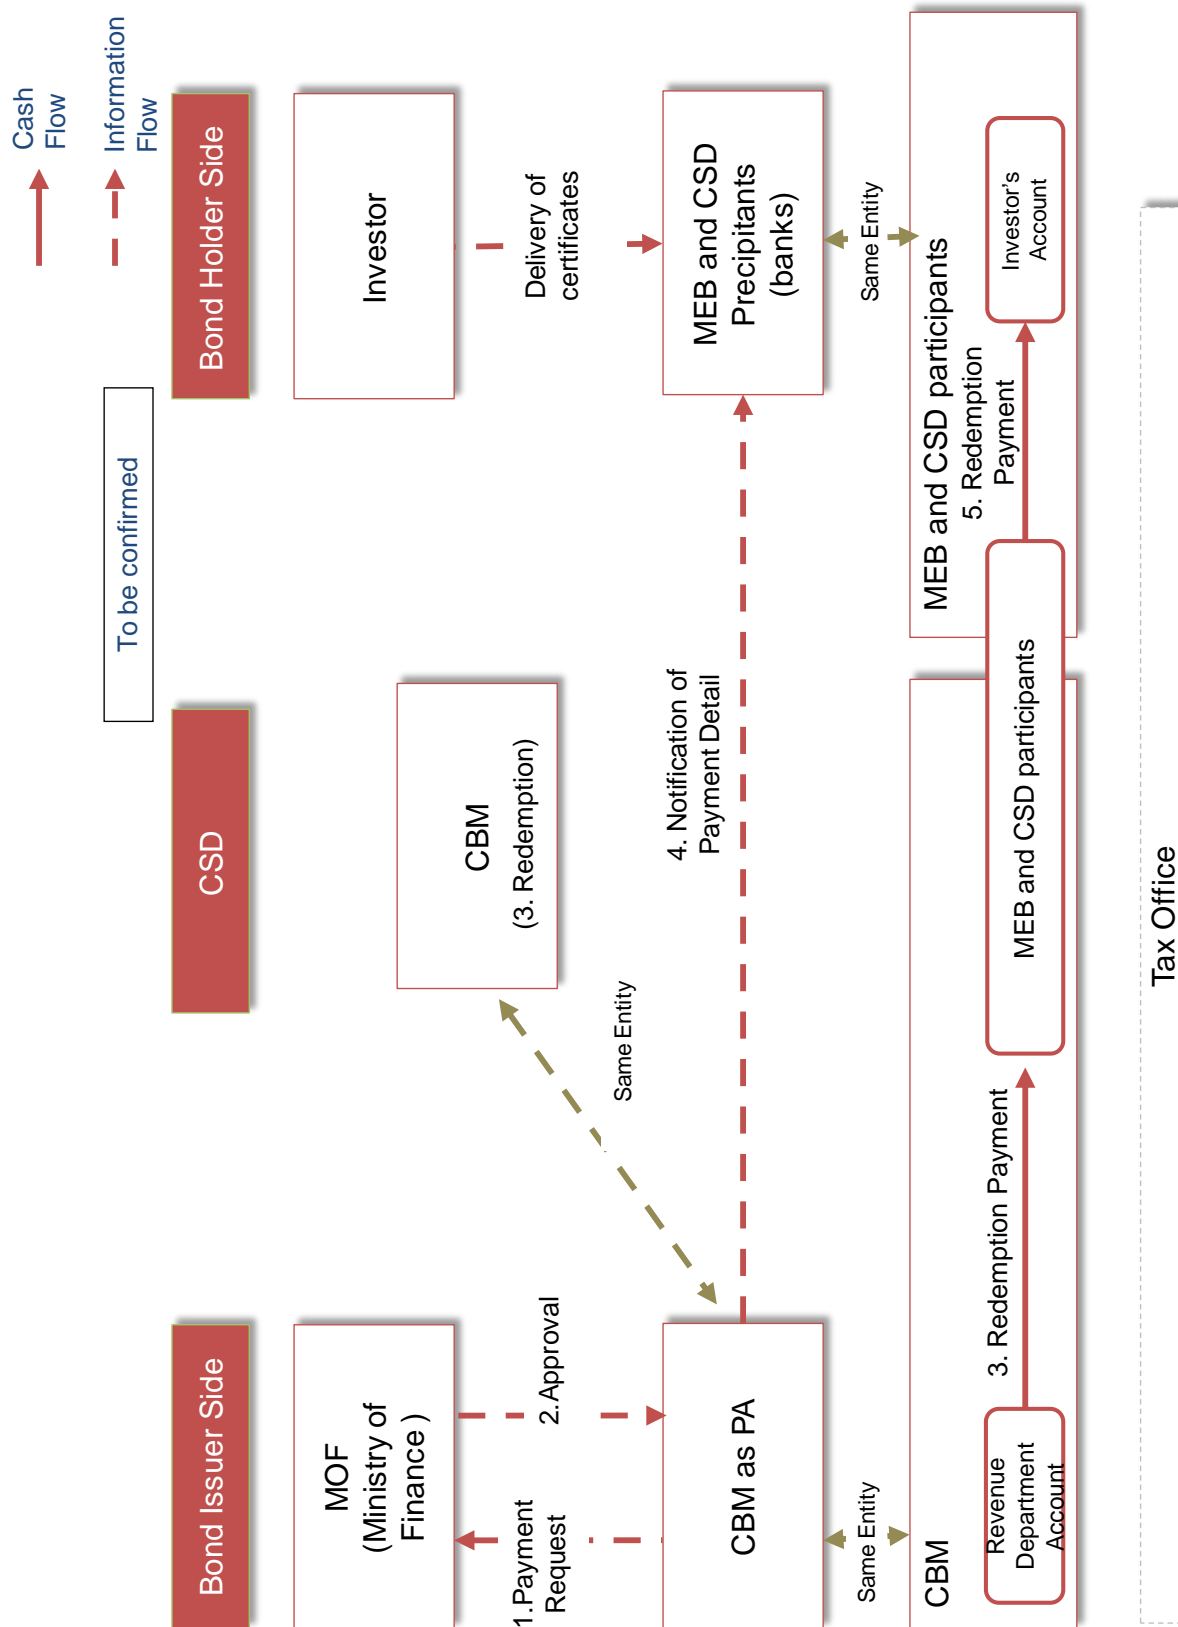 Cash
Flow
Information
Flow
To be confirmed
Bond Issuer Side
CSD
Bond Holder Side
MOF
(Ministry of
Finance )
Investor
CBM
(3. Redemption)
1.Payment
Request
2.Approval
Same Entity
Delivery of
certificates
CBM as PA
4. Notification of
Payment Detail
MEB and CSD
Precipitants
(banks)
Same Entity
Same Entity
CBM
MEB and CSD participants
Revenue
Department
Account
3. Redemption Payment
MEB and CSD participants
5. Redemption
Payment
Investor's
Account
Tax Office